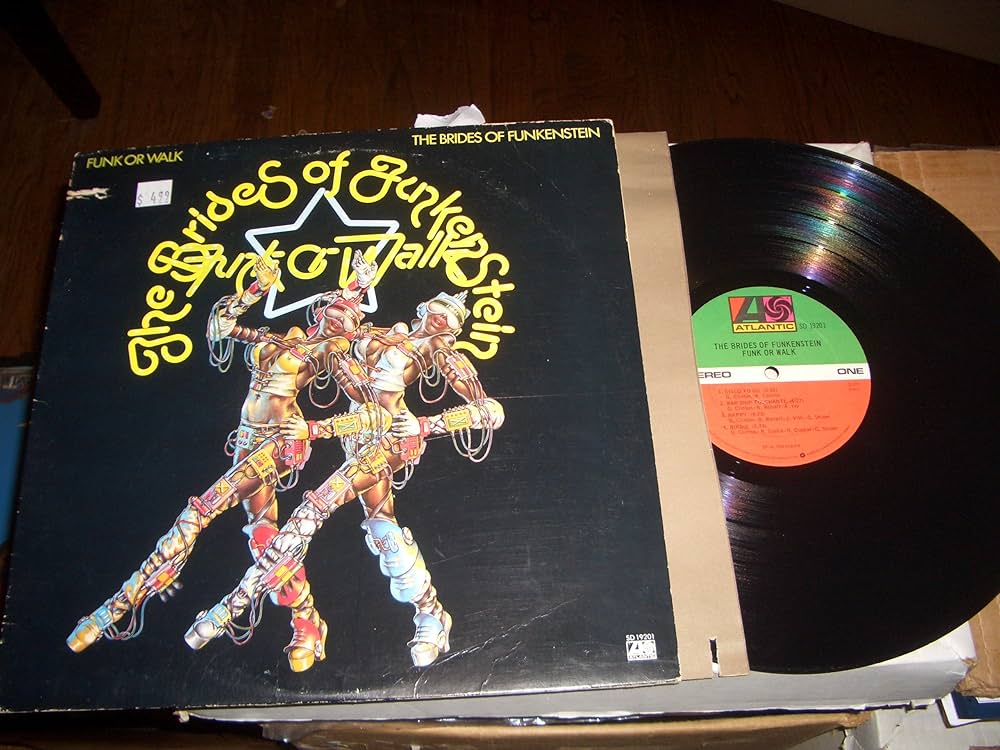 FUNK OR WALK
THE BRIDES OF FUNKENSTEIN
$ 4.99
The Brides of Funkenstein
Funk Or Walk
SD 19201
ATLANTIC
ATLANTIC
SD 19201
THE BRIDES OF FUNKENSTEIN
FUNK OR WALK
EREO
ONE